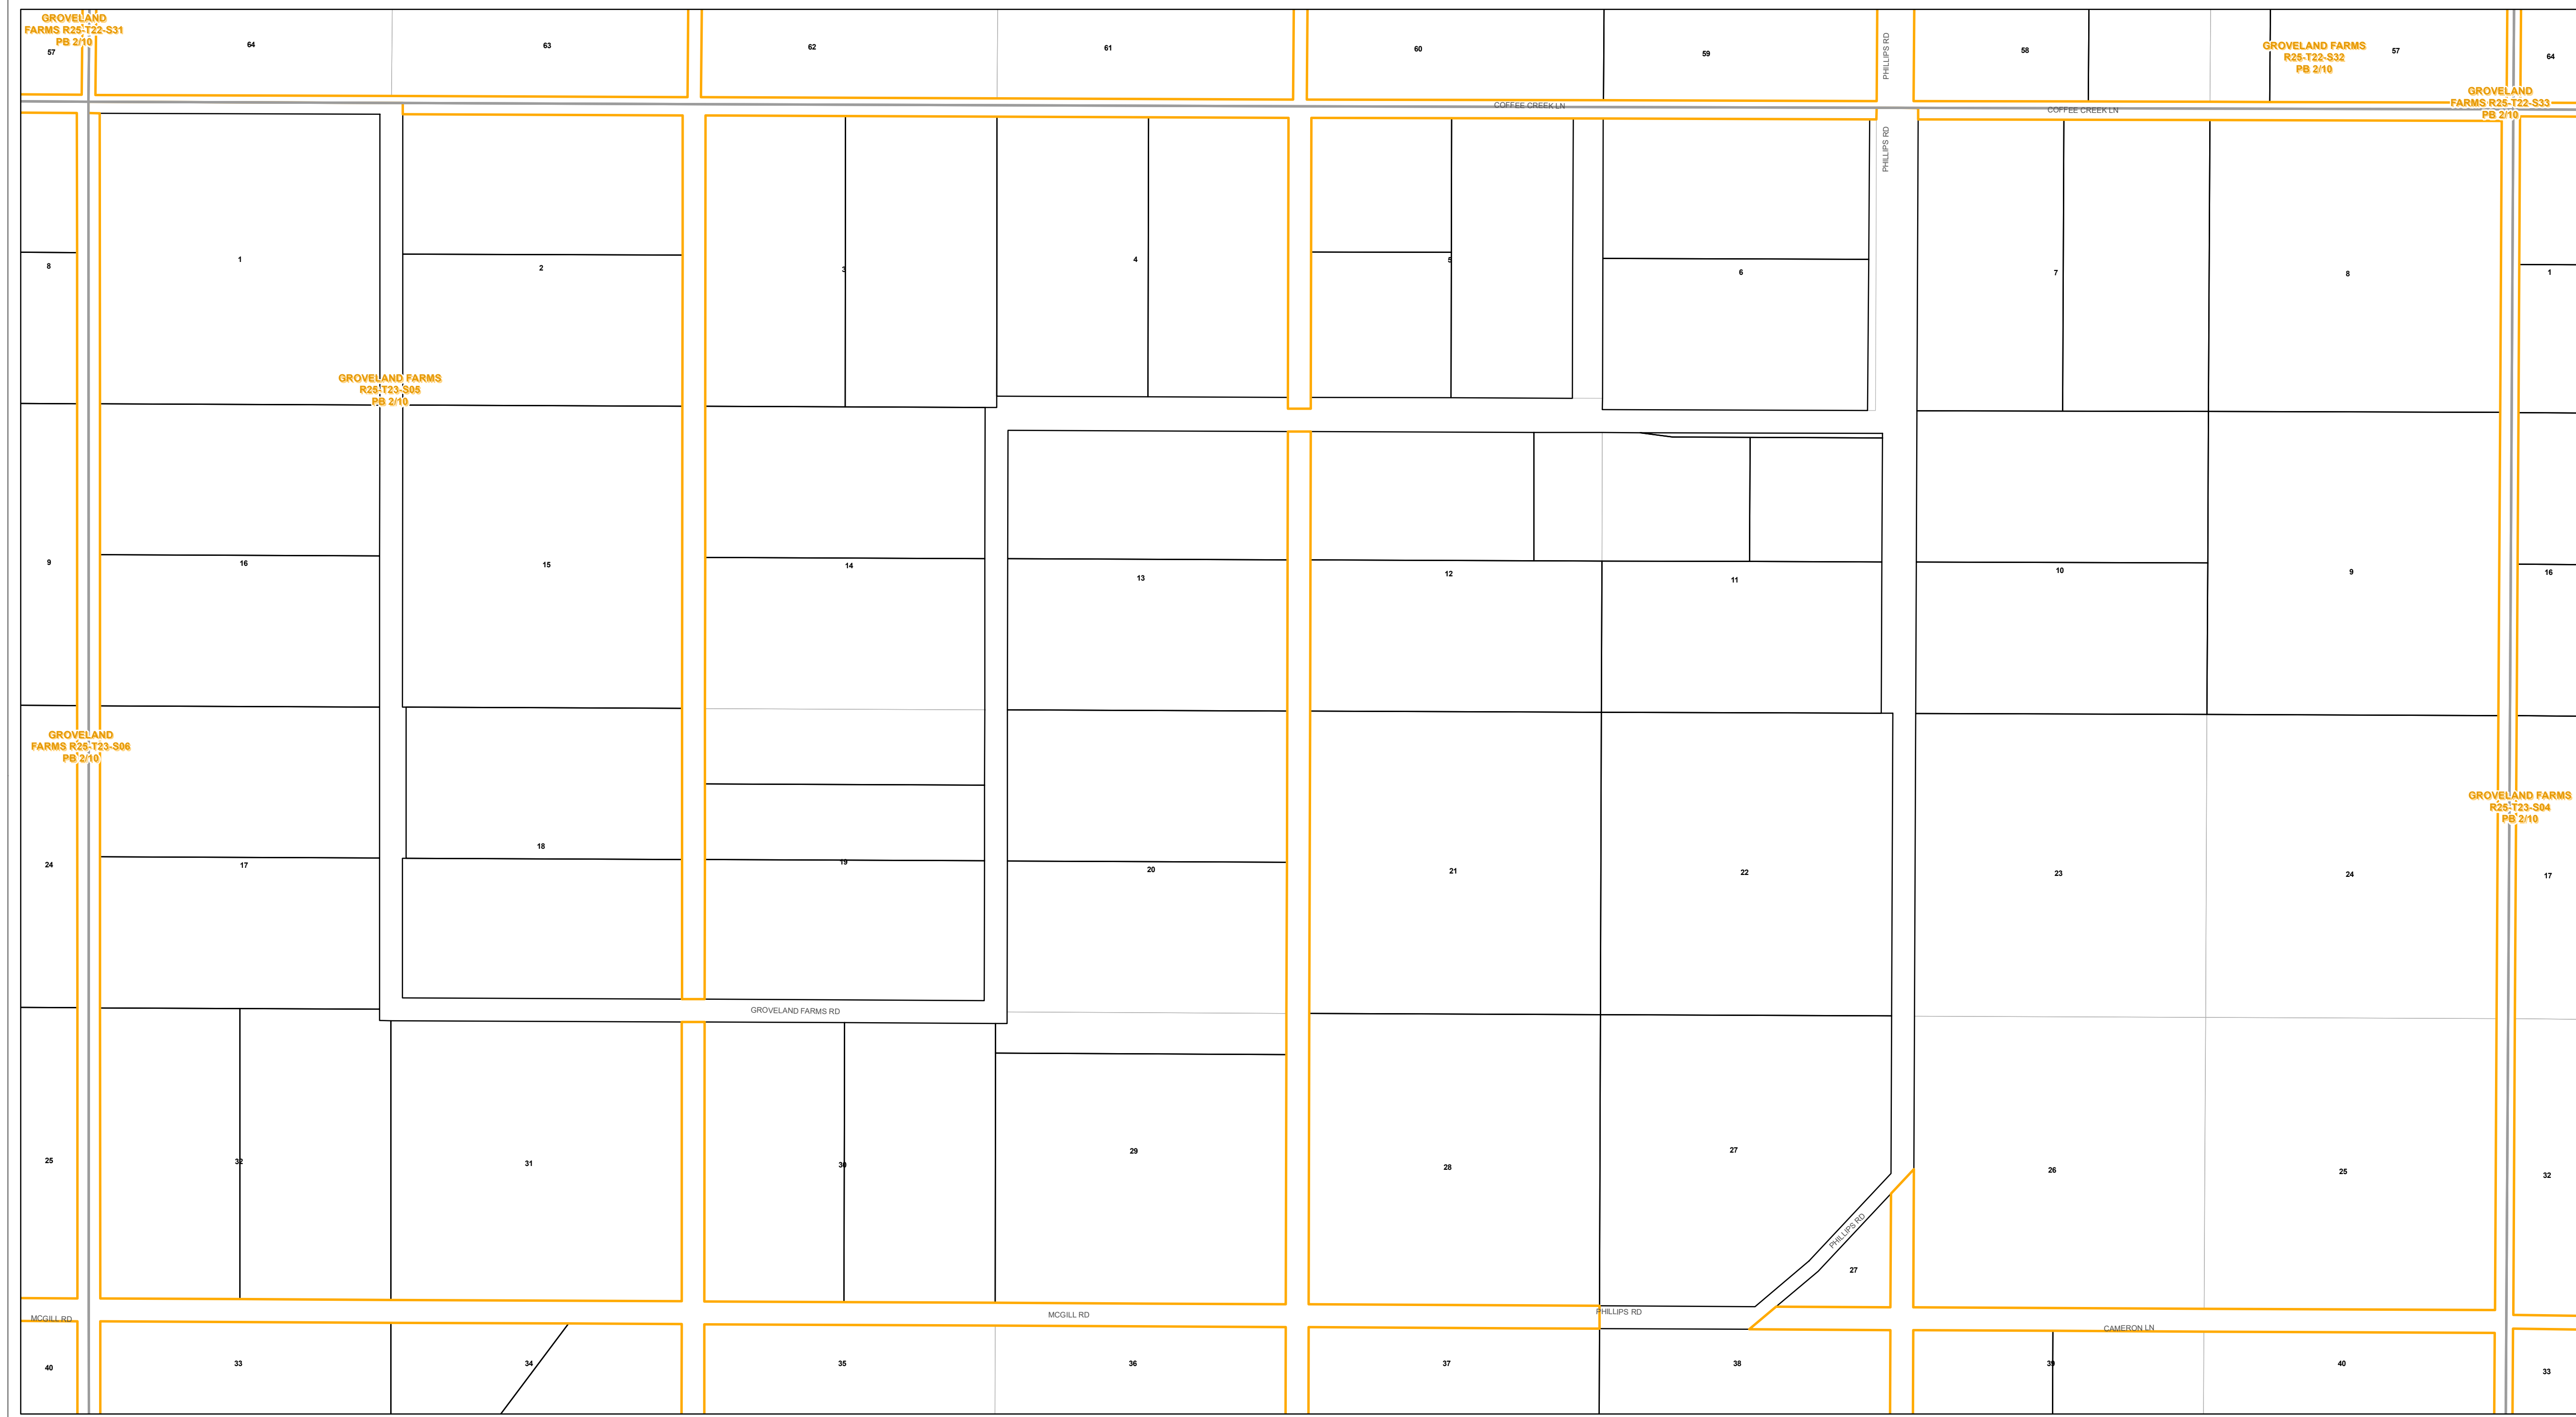 GROVELAND
FARMS R25-T22-S31
PB 2/10
57
64
63
62
61
60
59
PHILLIPS RD
58
GROVELAND FARMS
R25-T22-S32
PB 2/10
57
64
COFFEE CREEK LN
COFFEE CREEK LN
GROVELAND
FARMS R25-T22-S33
PB 2/10
PHILLIPS RD
8
1
2
3
4
5
6
7
8
1
GROVELAND FARMS
R25-T23-S05
PB 2/10
9
16
15
14
13
12
11
10
9
16
GROVELAND
FARMS R25-T23-S06
PB 2/10
GROVELAND FARMS
R25-T23-S04
PB 2/10
24
17
18
19
20
21
22
23
24
17
GROVELAND FARMS RD
25
32
31
30
29
28
27
26
25
32
PHILLIPS RD
27
MCGILL RD
MCGILL RD
PHILLIPS RD
CAMERON LN
40
33
34
35
36
37
38
39
40
33